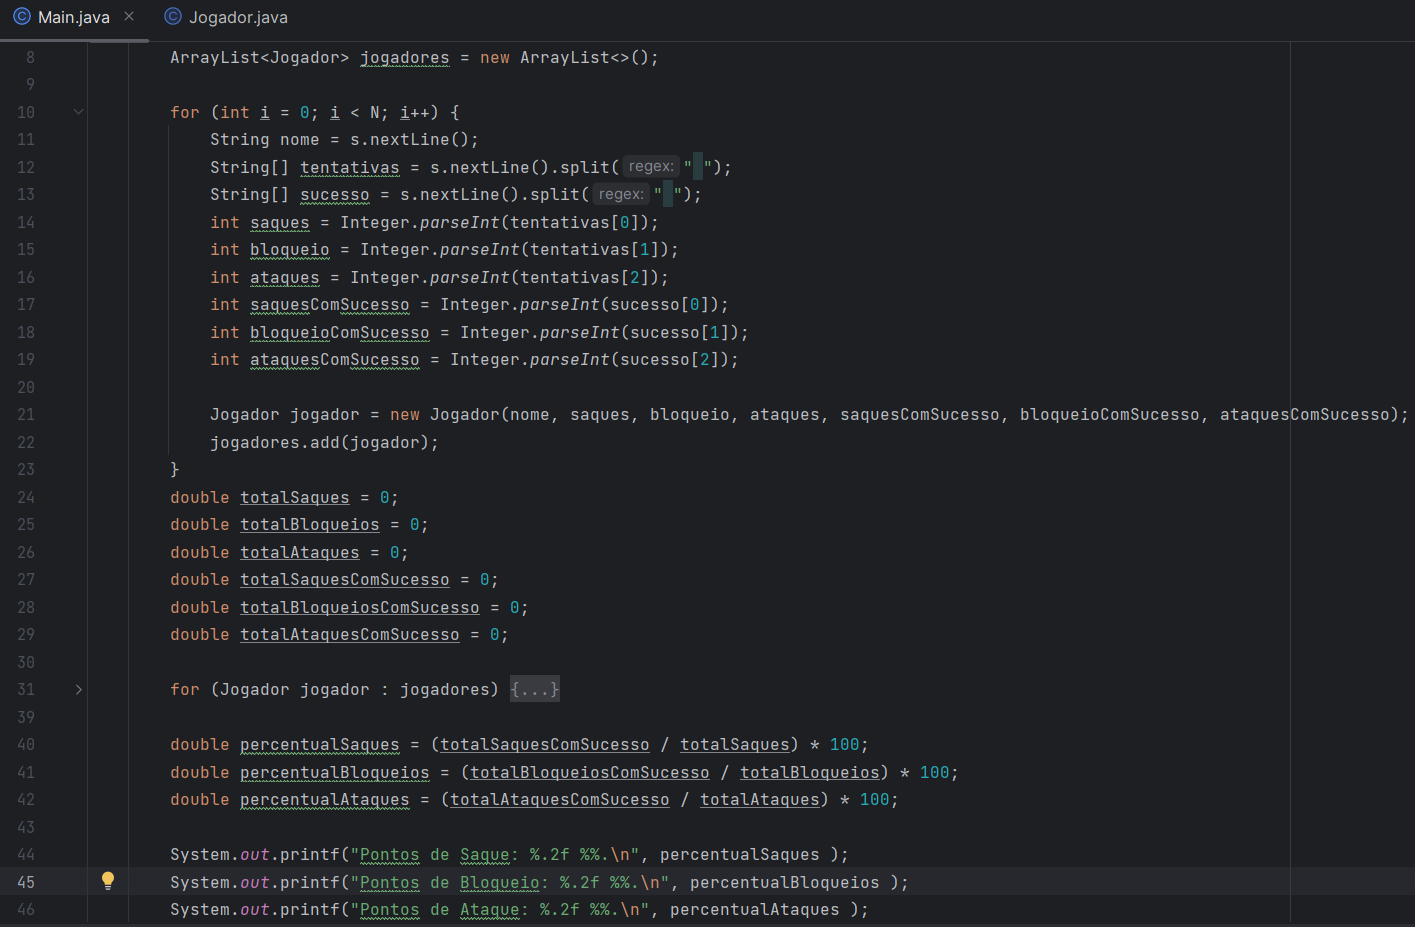 Main.java Jogador.java
8 ArrayList<Jogador> jogadores = new ArrayList<>();
9
10 for (int i = 0; i < N; i++) {
11 String nome = s.nextLine();
12 String[] tentativas = s.nextLine().split( regex: " ");
13 String[] sucesso = s.nextLine().split( regex: " ");
14 int saques = Integer.parseInt(tentativas[0]);
15 int bloqueio = Integer.parseInt(tentativas[1]);
16 int ataques = Integer.parseInt(tentativas[2]);
17 int saquesComSucesso = Integer.parseInt(sucesso[0]);
18 int bloqueioComSucesso = Integer.parseInt(sucesso[1]);
19 int ataquesComSucesso = Integer.parseInt(sucesso[2]);
20
21 Jogador jogador = new Jogador(nome, saques, bloqueio, ataques, saquesComSucesso, bloqueioComSucesso, ataquesComSucesso);
22 jogadores.add(jogador);
23 }
24 double totalSaques = 0;
25 double totalBloqueios = 0;
26 double totalAtaques = 0;
27 double totalSaquesComSucesso = 0;
28 double totalBloqueiosComSucesso = 0;
29 double totalAtaquesComSucesso = 0;
30
31 for (Jogador jogador : jogadores) {...}
39
40 double percentualSaques = (totalSaquesComSucesso / totalSaques) * 100;
41 double percentualBloqueios = (totalBloqueiosComSucesso / totalBloqueios) * 100;
42 double percentualAtaques = (totalAtaquesComSucesso / totalAtaques) * 100;
43
44 System.out.printf("Pontos de Saque: %.2f %%.\n", percentualSaques );
45 System.out.printf("Pontos de Bloqueio: %.2f %%.\n", percentualBloqueios );
46 System.out.printf("Pontos de Ataque: %.2f %%.\n", percentualAtaques );